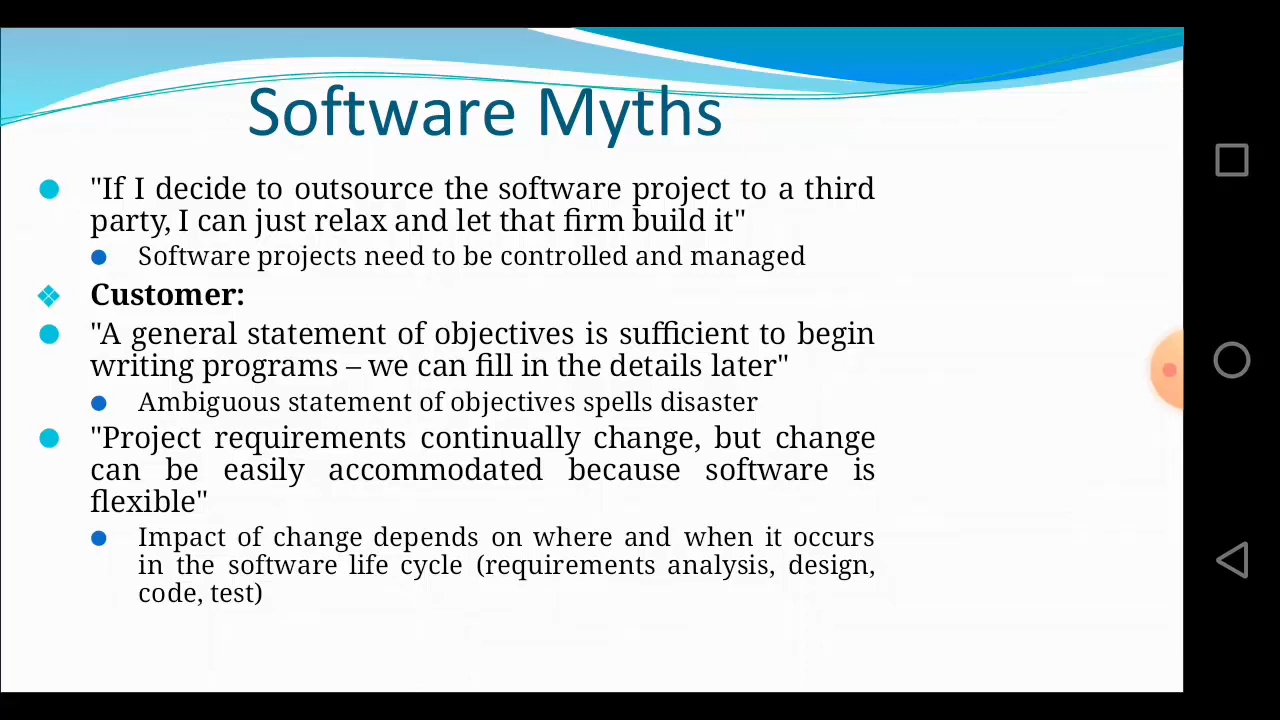 Software Myths
"If I decide to outsource the software project to a third
party, I can just relax and let that firm build it"
Software projects need to be controlled and managed
Customer:
"A general statement of objectives is sufficient to begin
writing programs – we can fill in the details later"
Ambiguous statement of objectives spells disaster
"Project requirements continually change, but change
can be easily accommodated because software is
flexible"
Impact of change depends on where and when it occurs
in the software life cycle (requirements analysis, design,
code, test)